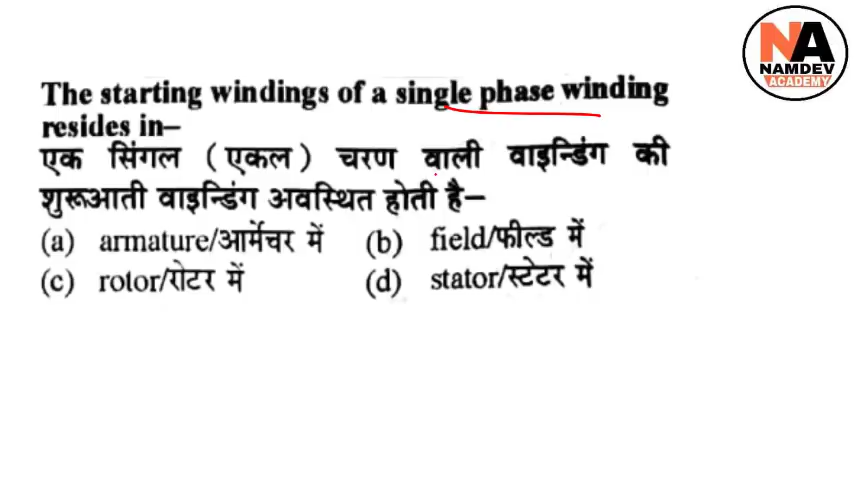 NA
NAMDEV
ACADEMY
The starting windings of a single phase winding
resides in–
एक सिंगल (एकल) चरण वाली वाइन्डिंग की
शुरूआती वाइन्डिंग अवस्थित होती है–
(a) armature/आर्मेचर में (b) field/फील्ड में
(c) rotor/रोटर में (d) stator/स्टेटर में